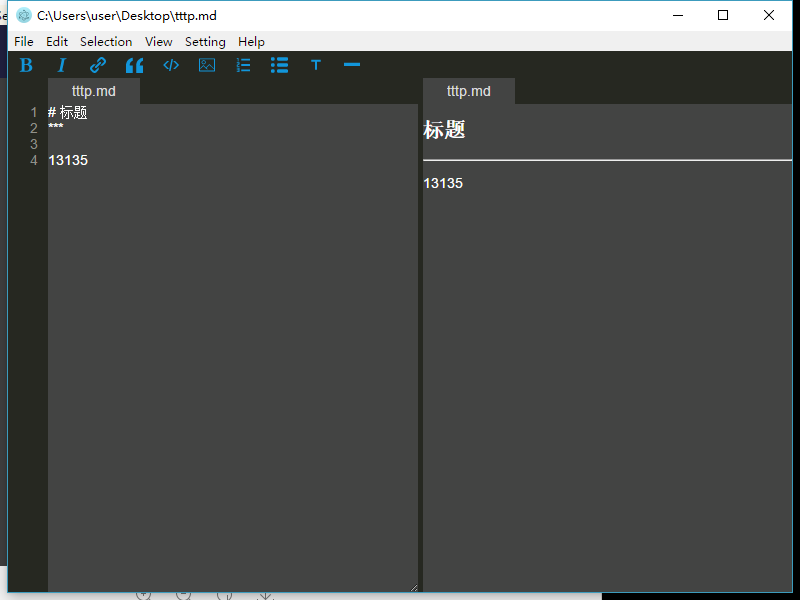 C:\Users\user\Desktop\tttp.md
File Edit Selection View Setting Help
B I T
tttp.md
1 # 标题
2 ***
3
4 13135
tttp.md
标题
13135